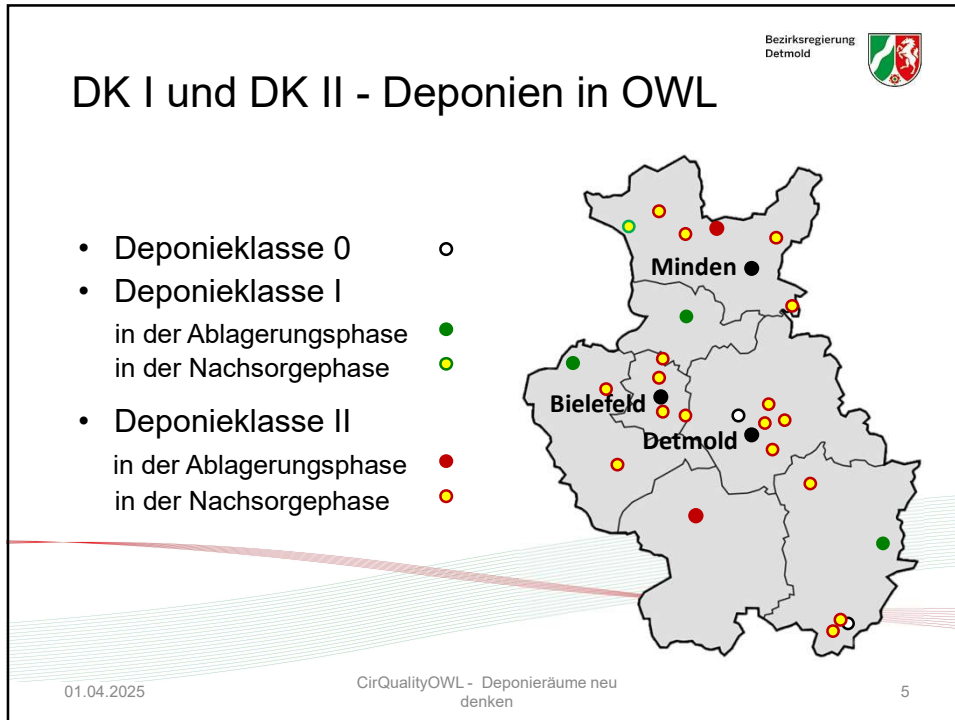 Bezirksregierung
Detmold
DK I und DK II - Deponien in OWL
• Deponieklasse 0
• Deponieklasse I
in der Ablagerungsphase
in der Nachsorgephase
• Deponieklasse II
in der Ablagerungsphase
in der Nachsorgephase
Minden
Bielefeld
Detmold
01.04.2025
CirQualityOWL - Deponieräume neu
denken
5